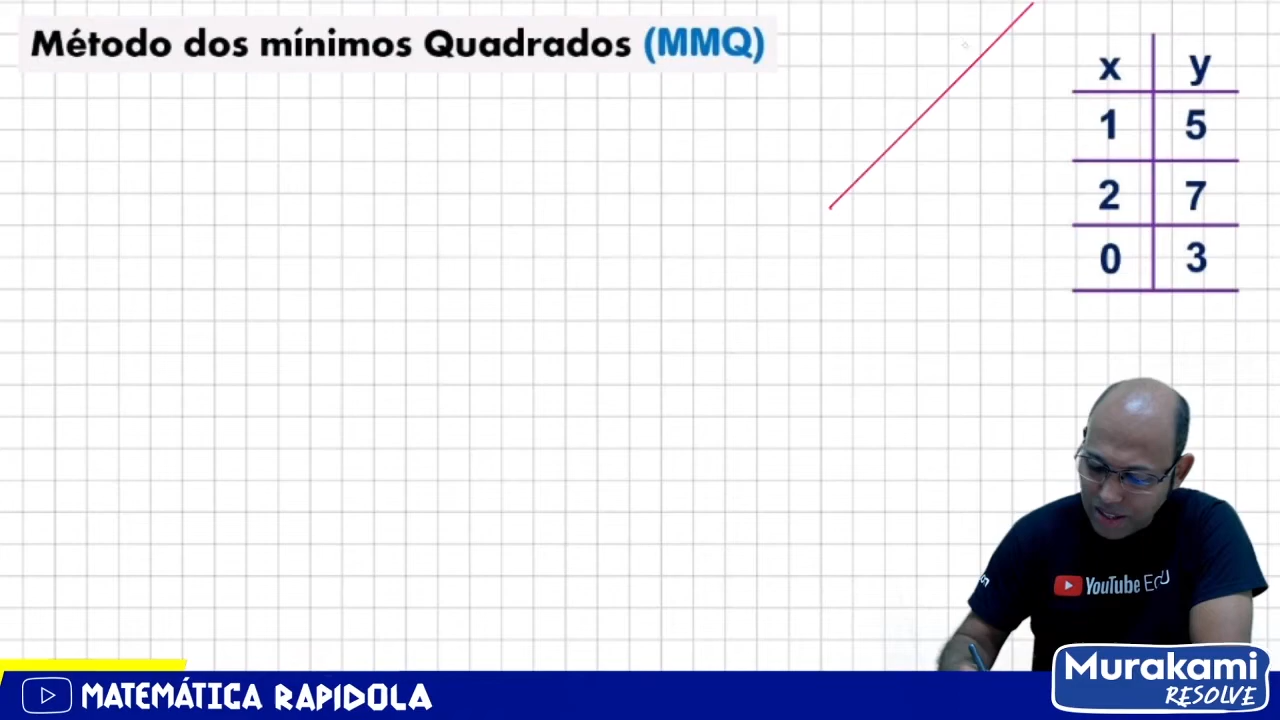 Método dos mínimos Quadrados (MMQ)
x y
1 5
2 7
0 3
YouTube Edu
MATEMÁTICA RAPIDOLA
Murakami
RESOLVE